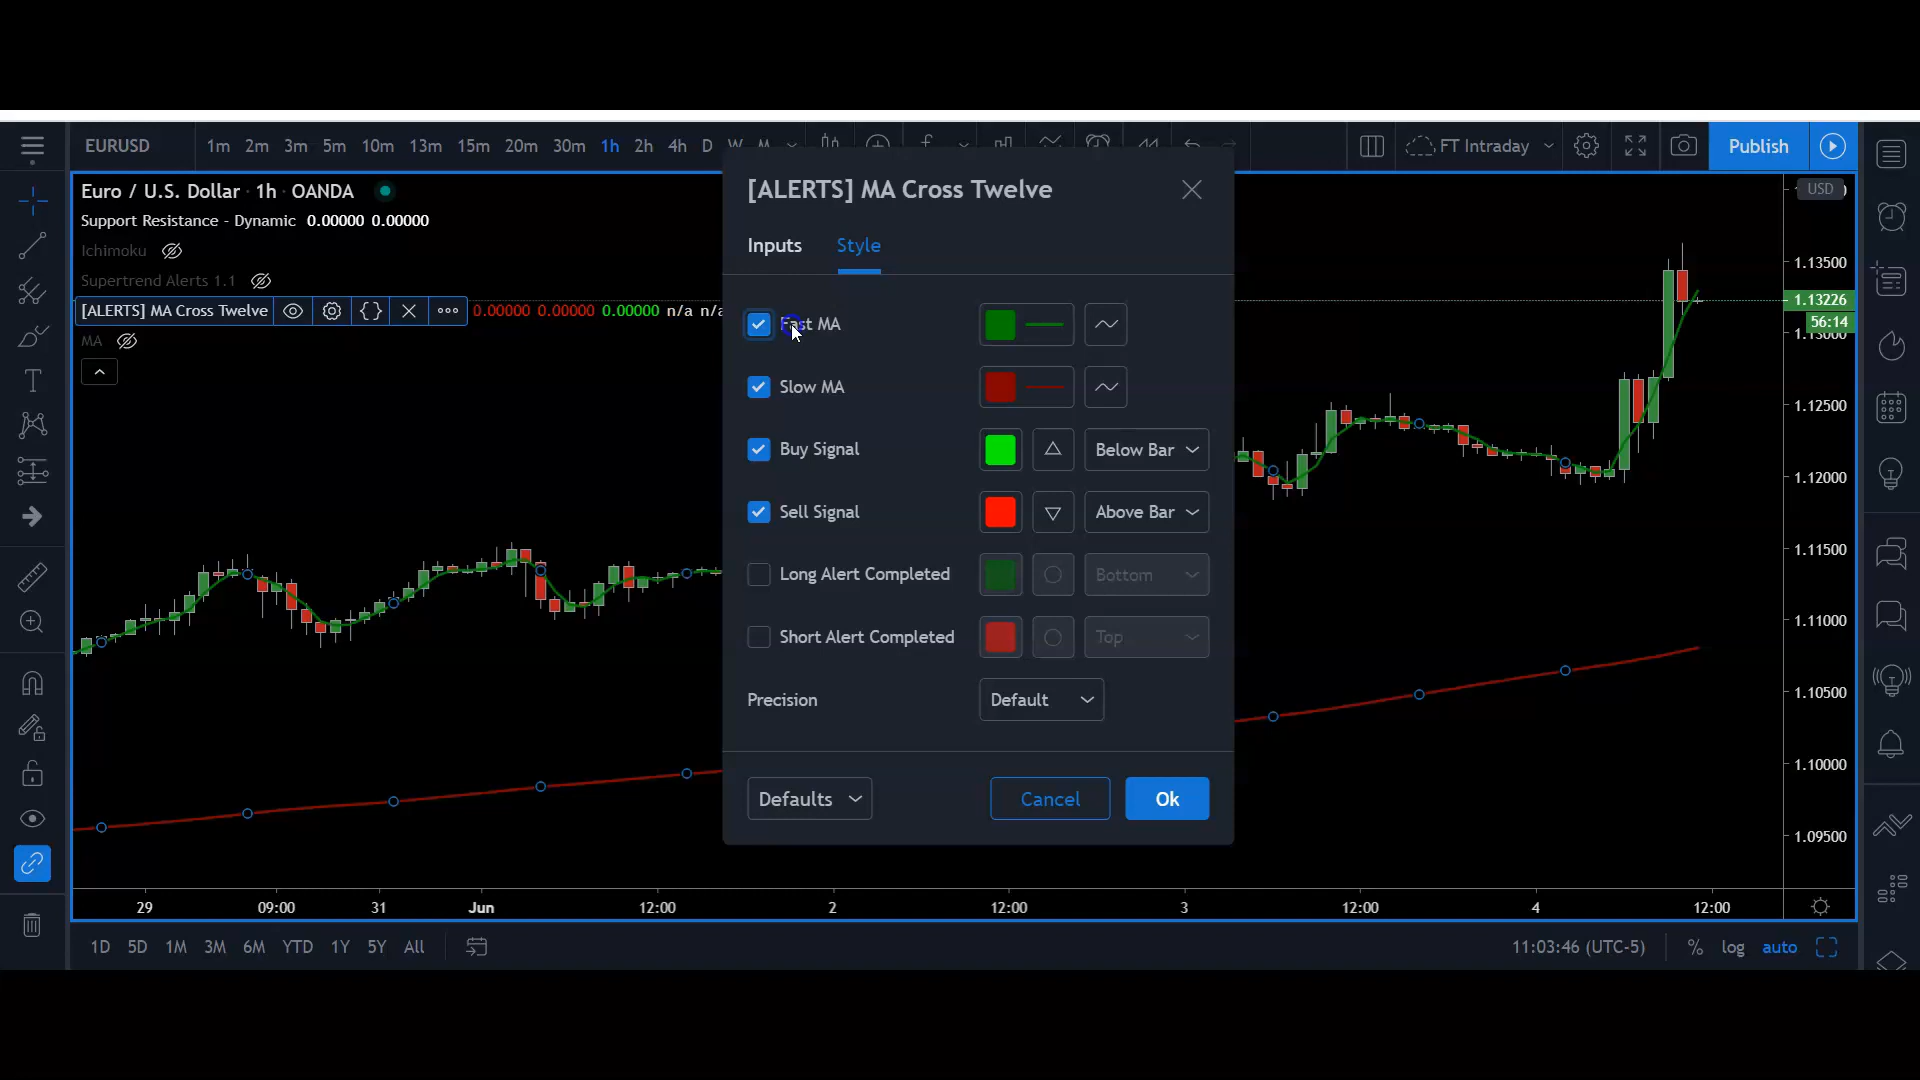 EURUSD 1m 2m 3m 5m 10m 13m 15m 20m 30m 1h 2h 4h D W M FT Intraday Publish
Euro / U.S. Dollar · 1h · OANDA
USD
Support Resistance - Dynamic 0.00000 0.00000
Ichimoku
Supertrend Alerts 1.1
[ALERTS] MA Cross Twelve 0.00000 0.00000 0.00000 n/a n/a
MA
[ALERTS] MA Cross Twelve
Inputs Style
Fast MA
Slow MA
Buy Signal Below Bar
Sell Signal Above Bar
Long Alert Completed Bottom
Short Alert Completed Top
Precision Default
Defaults Cancel Ok
1.13500
1.13226
56:14
1.13000
1.12500
1.12000
1.11500
1.11000
1.10500
1.10000
1.09500
29 09:00 31 Jun 12:00 2 12:00 3 12:00 4 12:00
1D 5D 1M 3M 6M YTD 1Y 5Y All 11:03:46 (UTC-5) % log auto